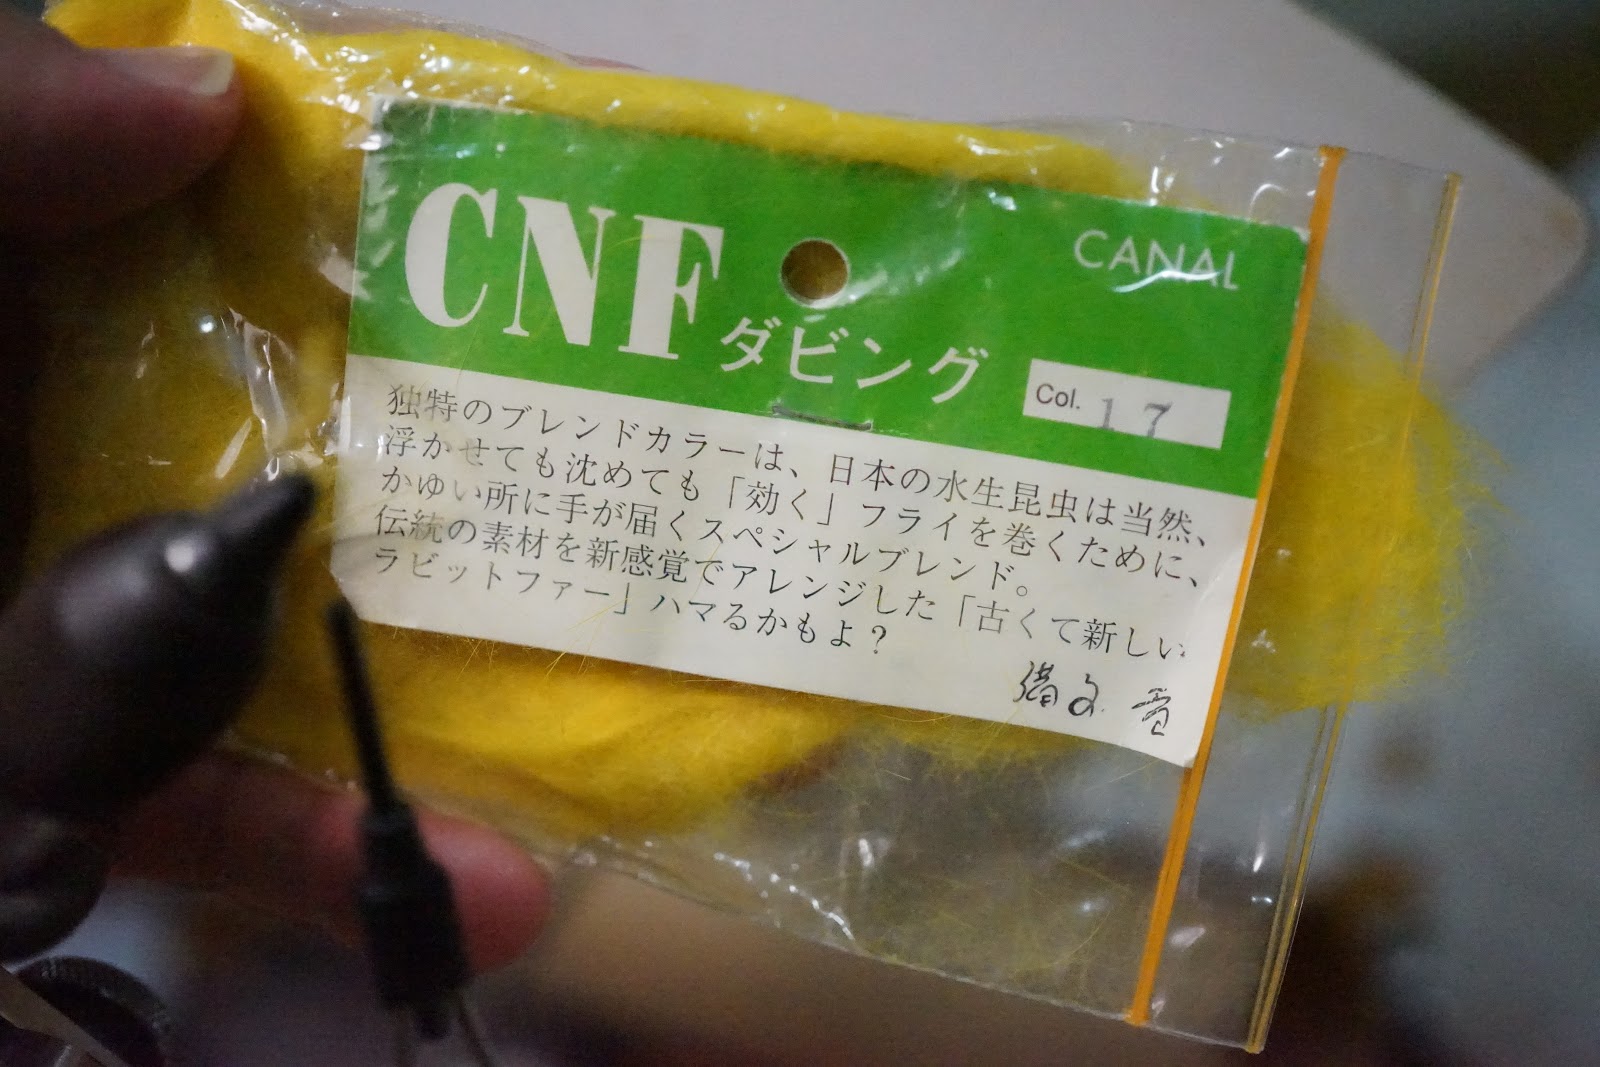 CANAL
CNF ダビング
Col. 17
独特のブレンドカラーは、日本の水生昆虫は当然、
浮かせても沈めても「効く」フライを巻くために、
かゆい所に手が届くスペシャルブレンド。
伝統の素材を新感覚でアレンジした「古くて新しい
ラビットファー」ハマるかもよ?